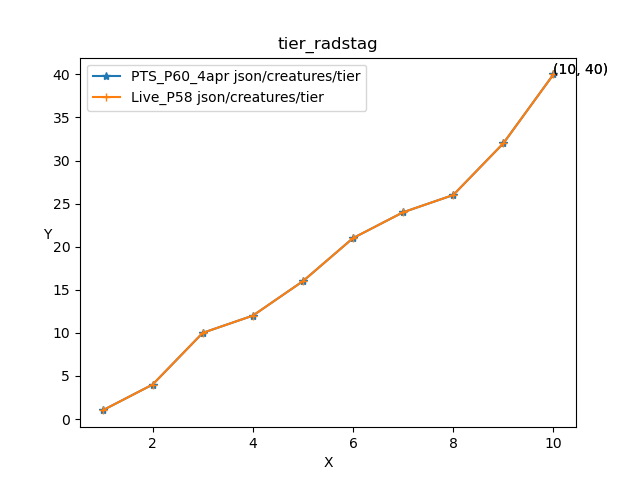 tier_radstag
PTS_P60_4apr json/creatures/tier
Live_P58 json/creatures/tier
(10, 40)
40
35
30
25
20
15
10
5
0
Y
2 4 6 8 10
X